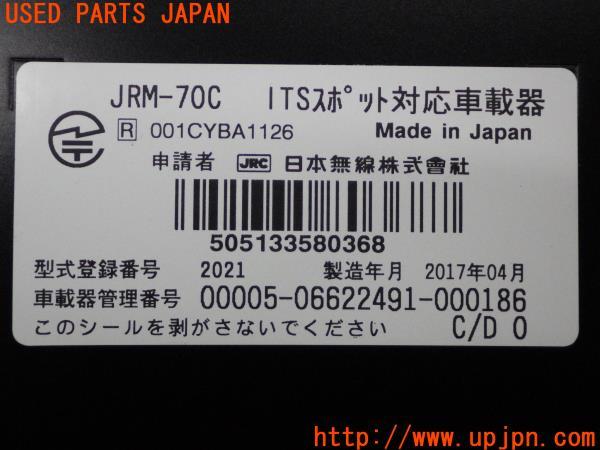 USED PARTS JAPAN
JRM-70C ITSｽﾎﾟｯﾄ対応車載器
R 001CYBA1126 Made in Japan
申請者 JRC 日本無線株式會社
505133580368
型式登録番号 2021 製造年月 2017年04月
車載器管理番号 00005-06622491-000186
このシールを剥がさないでください C/D 0
http://www.upjpn.com